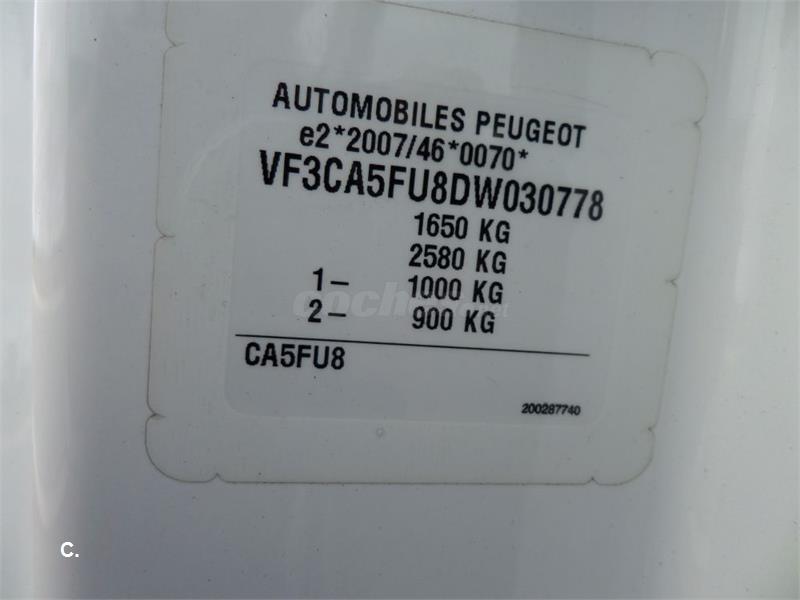 AUTOMOBILES PEUGEOT
e2*2007/46*0070*
VF3CA5FU8DW030778
1650 KG
2580 KG
1- 1000 KG
2- 900 KG
CA5FU8
200287740
C.